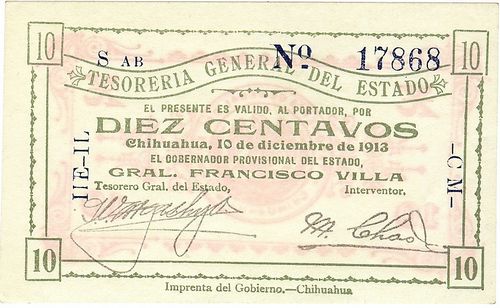 10 10
S AB Nº 17868
TESORERIA GENERAL DEL ESTADO
EL PRESENTE ES VALIDO, AL PORTADOR, POR
DIEZ CENTAVOS
Chihuahua, 10 de diciembre de 1913
EL GOBERNADOR PROVISIONAL DEL ESTADO,
GRAL. FRANCISCO VILLA
Tesorero Gral. del Estado, Interventor.
IIE-IL
-CM-
10 10
Imprenta del Gobierno.—Chihuahua